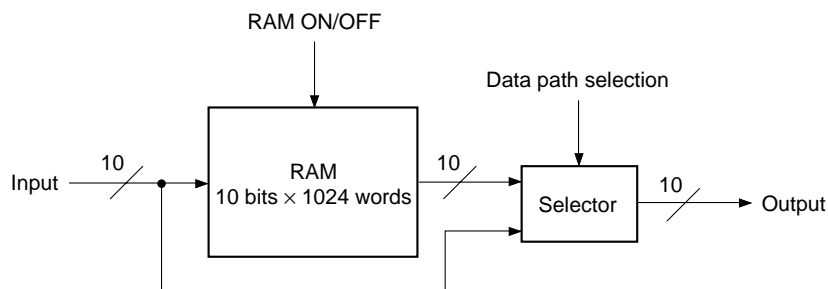 RAM ON/OFF
Data path selection
10
Input
RAM
10 bits × 1024 words
10
Selector
10
Output